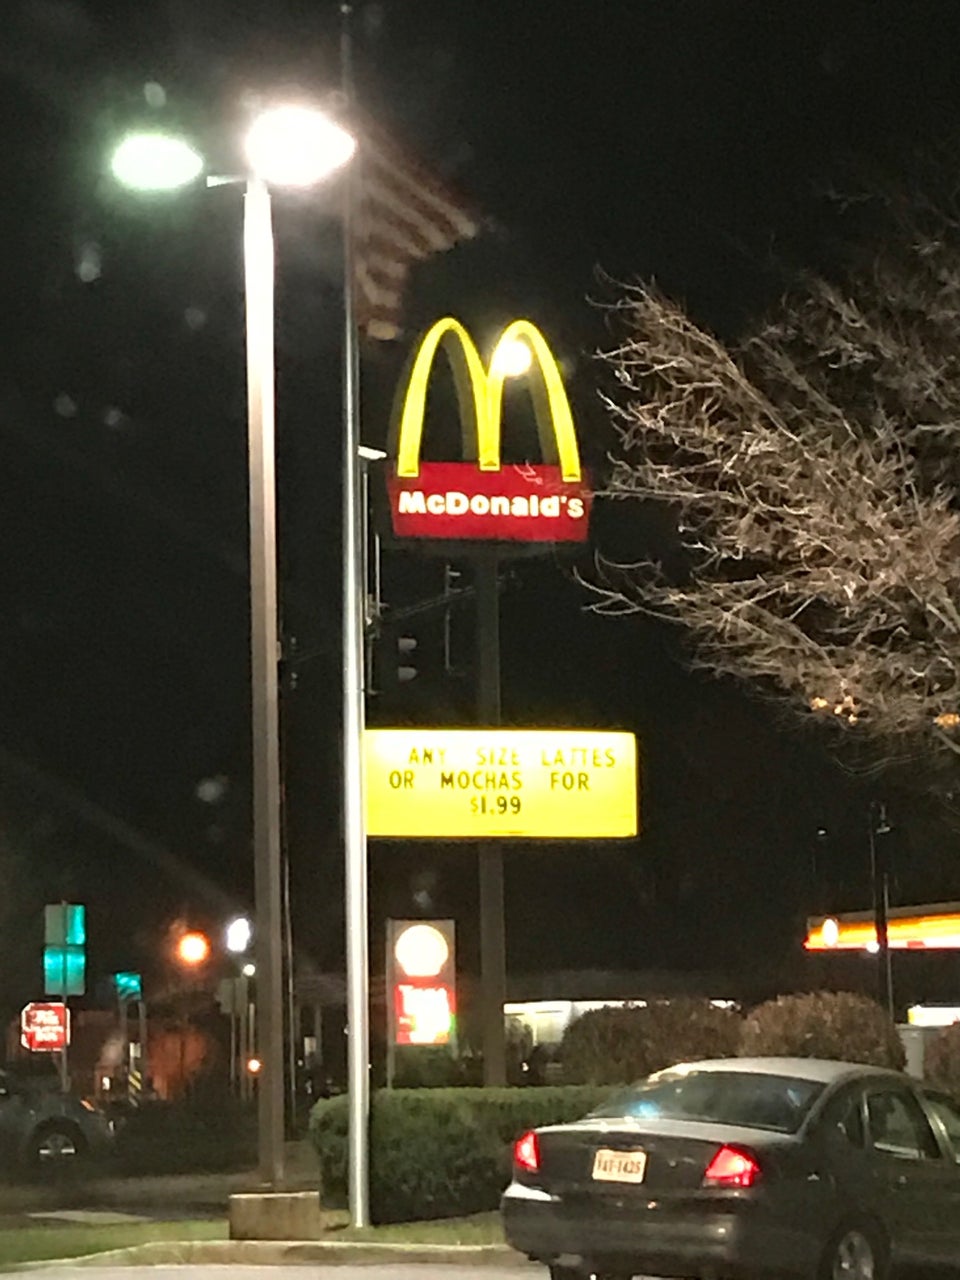 McDonald's
ANY SIZE LATTES
OR MOCHAS FOR
$1.99